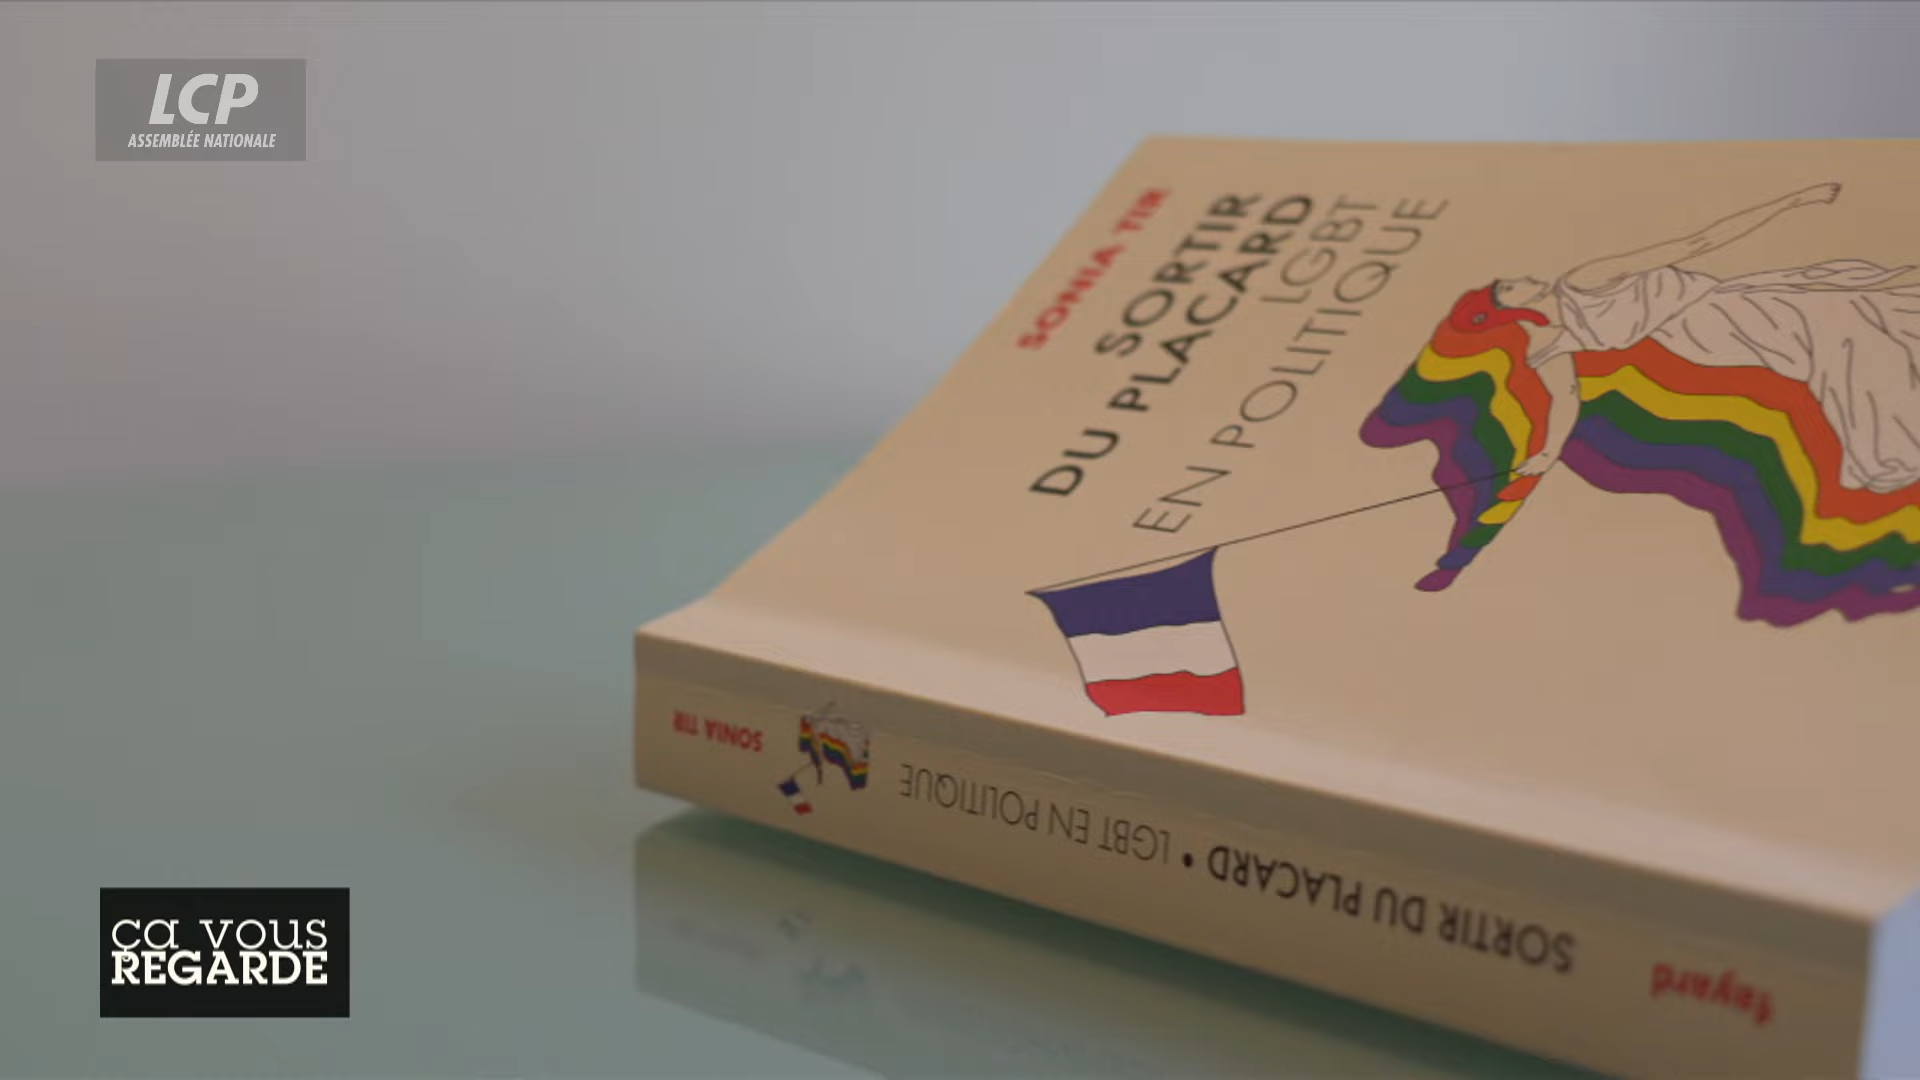 LCP
ASSEMBLÉE NATIONALE
SONIA TIR
SORTIR
DU PLACARD
LGBT
EN POLITIQUE
SONIA TIR
SORTIR DU PLACARD • LGBT EN POLITIQUE
fayard
ça vous
REGARDE